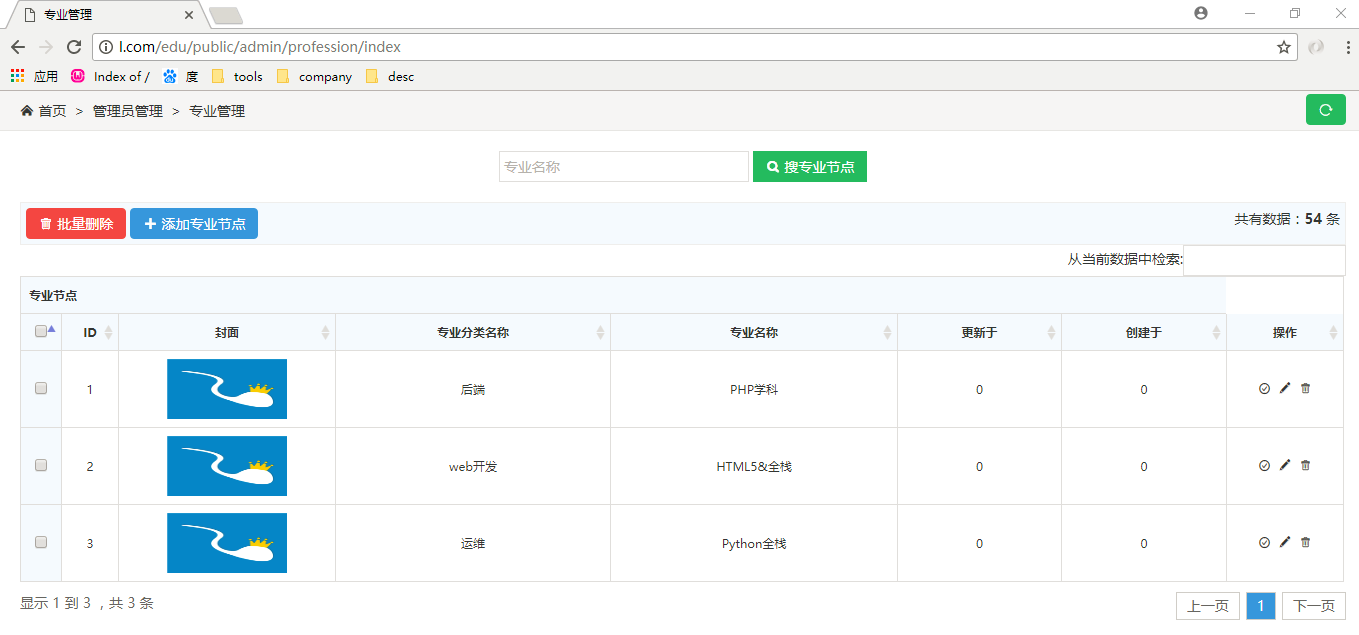 专业管理
l.com/edu/public/admin/profession/index
应用 Index of / 度 tools company desc
首页 > 管理员管理 > 专业管理
专业名称 搜专业节点
批量删除 添加专业节点 共有数据：54 条
从当前数据中检索:
专业节点
ID 封面 专业分类名称 专业名称 更新于 创建于 操作
1 后端 PHP学科 0 0
2 web开发 HTML5&全栈 0 0
3 运维 Python全栈 0 0
显示 1 到 3 ，共 3 条 上一页 1 下一页